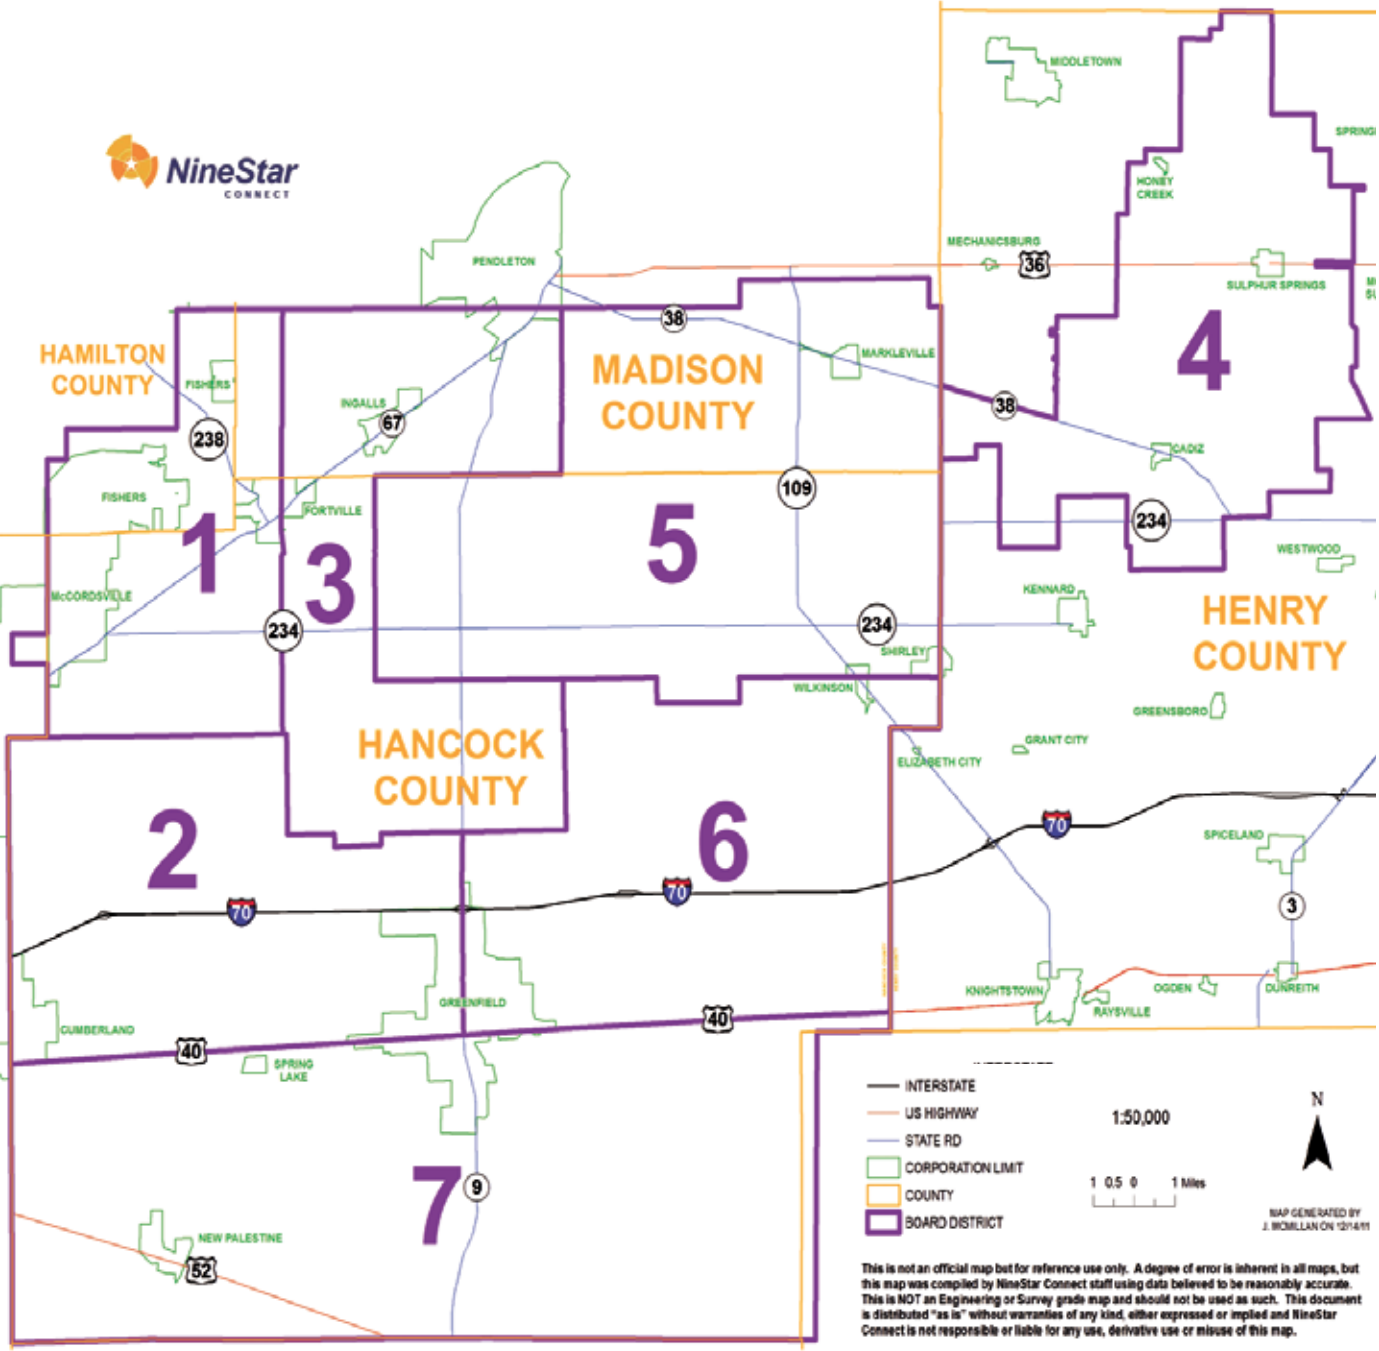 MIDDLETOWN
SPRING
NineStar
CONNECT
HONEY
CREEK
MECHANICSBURG
36
PENDLETON
SULPHUR SPRINGS
4
38
HAMILTON
COUNTY
MADISON
COUNTY
MARKLEVILLE
FISHERS
INGALLS
67
38
238
CADIZ
109
FISHERS
FORTVILLE
1
3
5
234
WESTWOOD
McCORDSVILLE
KENNARD
HENRY
COUNTY
234
234
SHIRLEY
WILKINSON
GREENSBORO
HANCOCK
COUNTY
GRANT CITY
ELIZABETH CITY
2
6
70
SPICELAND
70
70
3
KNIGHTSTOWN
OGDEN
DUNREITH
RAYSVILLE
GREENFIELD
CUMBERLAND
40
40
SPRING
LAKE
INTERSTATE
US HIGHWAY
STATE RD
CORPORATION LIMIT
COUNTY
BOARD DISTRICT
1:50,000
1 0.5 0 1 Miles
N
MAP GENERATED BY
J. MCMILLAN ON 12/14/11
7
9
NEW PALESTINE
52
This is not an official map but for reference use only. A degree of error is inherent in all maps, but
this map was compiled by NineStar Connect staff using data believed to be reasonably accurate.
This is NOT an Engineering or Survey grade map and should not be used as such. This document
is distributed "as is" without warranties of any kind, either expressed or implied and NineStar
Connect is not responsible or liable for any use, derivative use or misuse of this map.